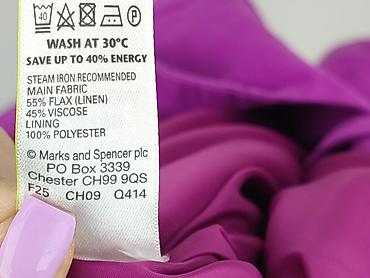 40
WASH AT 30°C
SAVE UP TO 40% ENERGY
STEAM IRON RECOMMENDED
MAIN FABRIC
55% FLAX (LINEN)
45% VISCOSE
LINING
100% POLYESTER
© Marks and Spencer plc
PO Box 3339
Chester CH99 9QS
F25 CH09 Q414